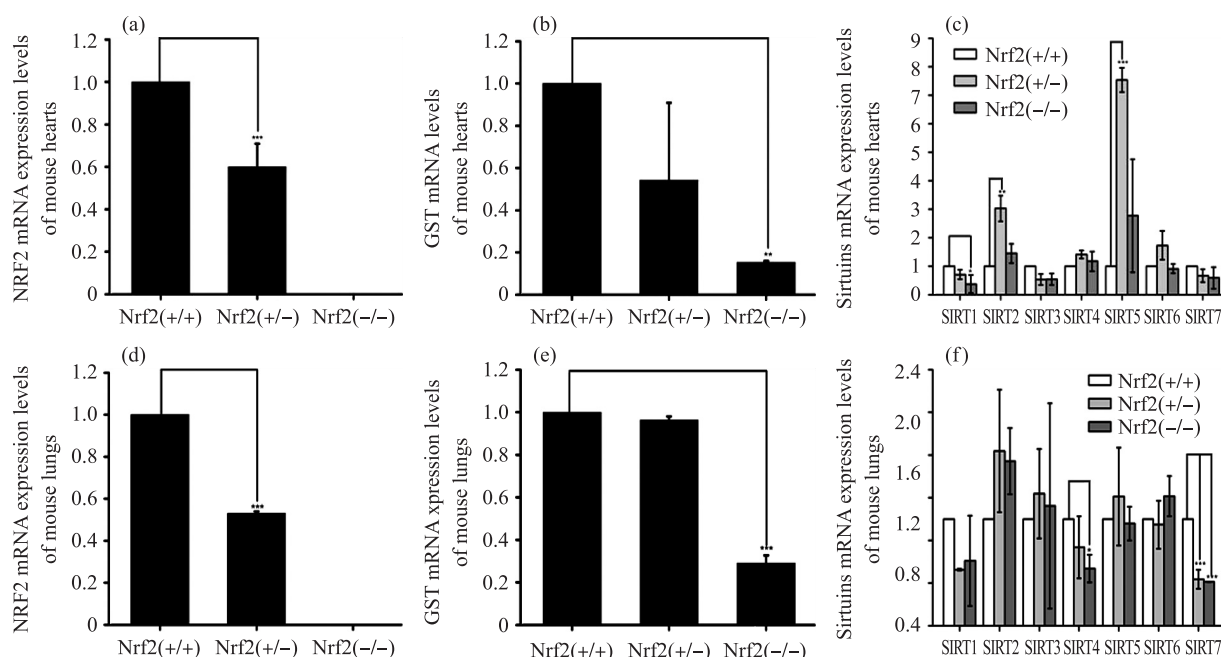 (a)
NRF2 mRNA expression levels
of mouse hearts
1.2
1.0
0.8
0.6
0.4
0.2
0
***
Nrf2(+/+) Nrf2(+/−) Nrf2(−/−)
(b)
GST mRNA levels
of mouse hearts
1.2
1.0
0.8
0.6
0.4
0.2
0
**
Nrf2(+/+) Nrf2(+/−) Nrf2(−/−)
(c)
Sirtuins mRNA expression levels
of mouse hearts
9
8
7
6
5
4
3
2
1
0
Nrf2(+/+)
Nrf2(+/−)
Nrf2(−/−)
*
**
***
SIRT1 SIRT2 SIRT3 SIRT4 SIRT5 SIRT6 SIRT7
(d)
NRF2 mRNA expression levels
of mouse lungs
1.2
1.0
0.8
0.6
0.4
0.2
0
***
Nrf2(+/+) Nrf2(+/−) Nrf2(−/−)
(e)
GST mRNA xpression levels
of mouse lungs
1.2
1.0
0.8
0.6
0.4
0.2
0
***
Nrf2(+/+) Nrf2(+/−) Nrf2(−/−)
(f)
Sirtuins mRNA expression levels
of mouse lungs
2.4
2.0
1.6
1.2
0.8
0.4
Nrf2(+/+)
Nrf2(+/−)
Nrf2(−/−)
*
***
***
SIRT1 SIRT2 SIRT3 SIRT4 SIRT5 SIRT6 SIRT7